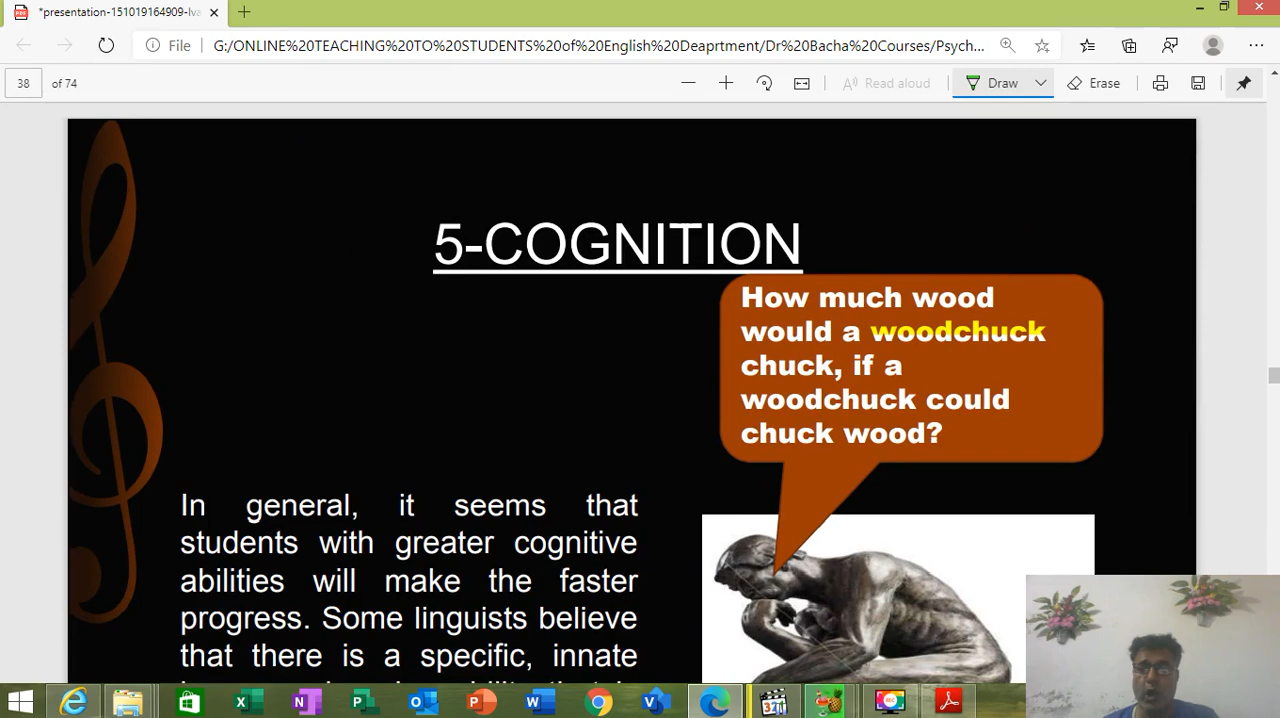 *presentation-151019164909-lva
File
G:/ONLINE%20TEACHING%20TO%20STUDENTS%20of%20English%20Deaprtment/Dr%20Bacha%20Courses/Psych...
38 of 74
Read aloud
Draw
Erase
5-COGNITION
How much wood
would a woodchuck
chuck, if a
woodchuck could
chuck wood?
In general, it seems that
students with greater cognitive
abilities will make the faster
progress. Some linguists believe
that there is a specific, innate